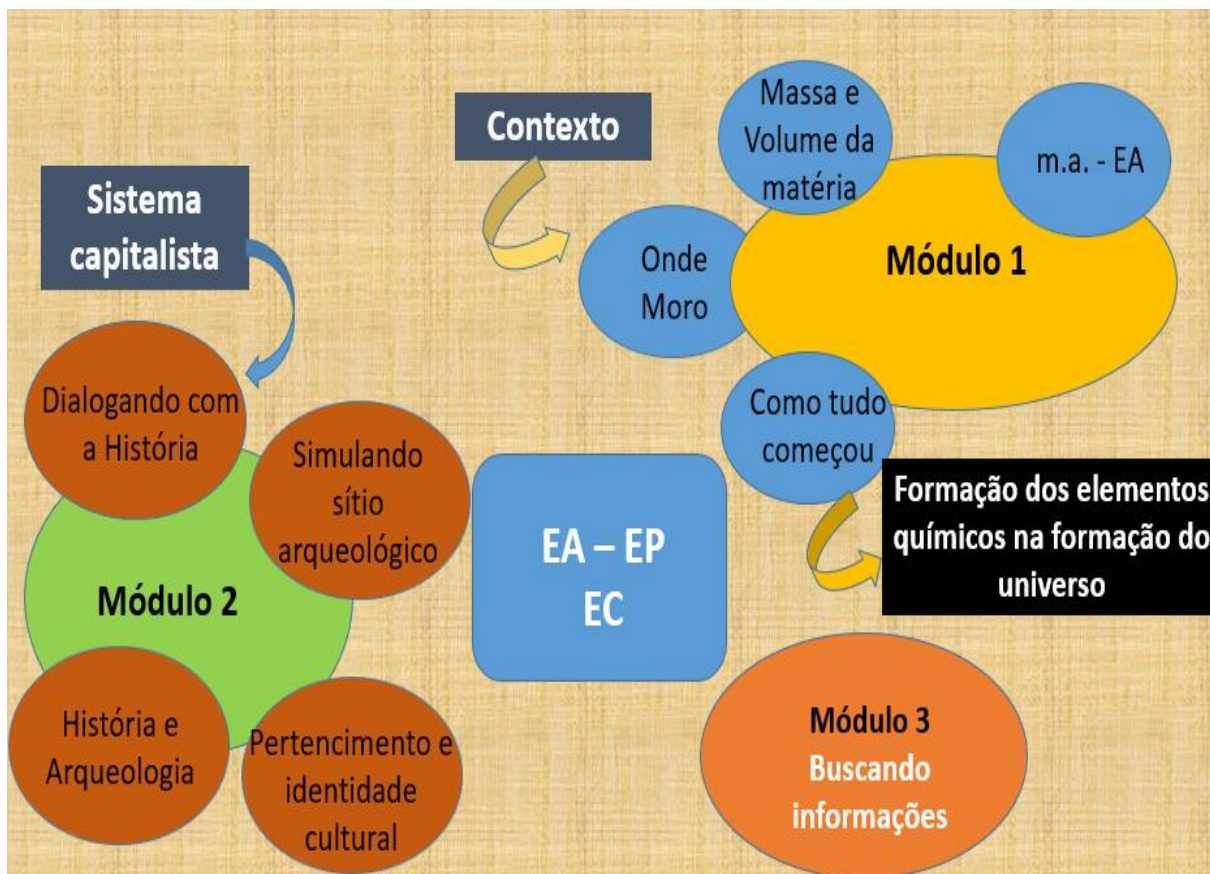 Contexto
Massa e
Volume da
matéria
m.a. - EA
Sistema
capitalista
Onde
Moro
Módulo 1
Dialogando com
a História
Como tudo
começou
Simulando
sítio
arqueológico
Formação dos elementos
químicos na formação do
universo
EA – EP
EC
Módulo 2
História e
Arqueologia
Pertencimento e
identidade
cultural
Módulo 3
Buscando
informações